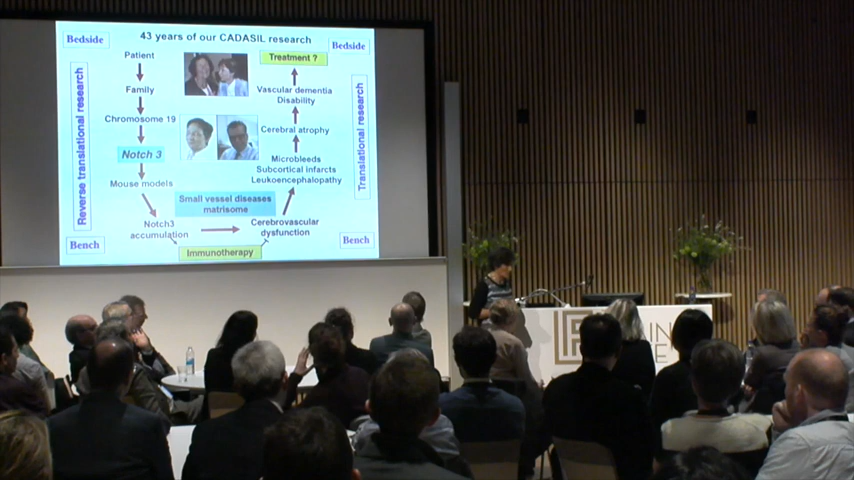 43 years of our CADASIL research
Bedside
Bedside
Patient
Treatment ?
Family
Vascular dementia
Disability
Chromosome 19
Cerebral atrophy
Notch 3
Microbleeds
Subcortical infarcts
Leukoencephalopathy
Mouse models
Small vessel diseases
matrisome
Notch3
accumulation
Cerebrovascular
dysfunction
Immunotherapy
Bench
Bench
Reverse translational research
Translational research